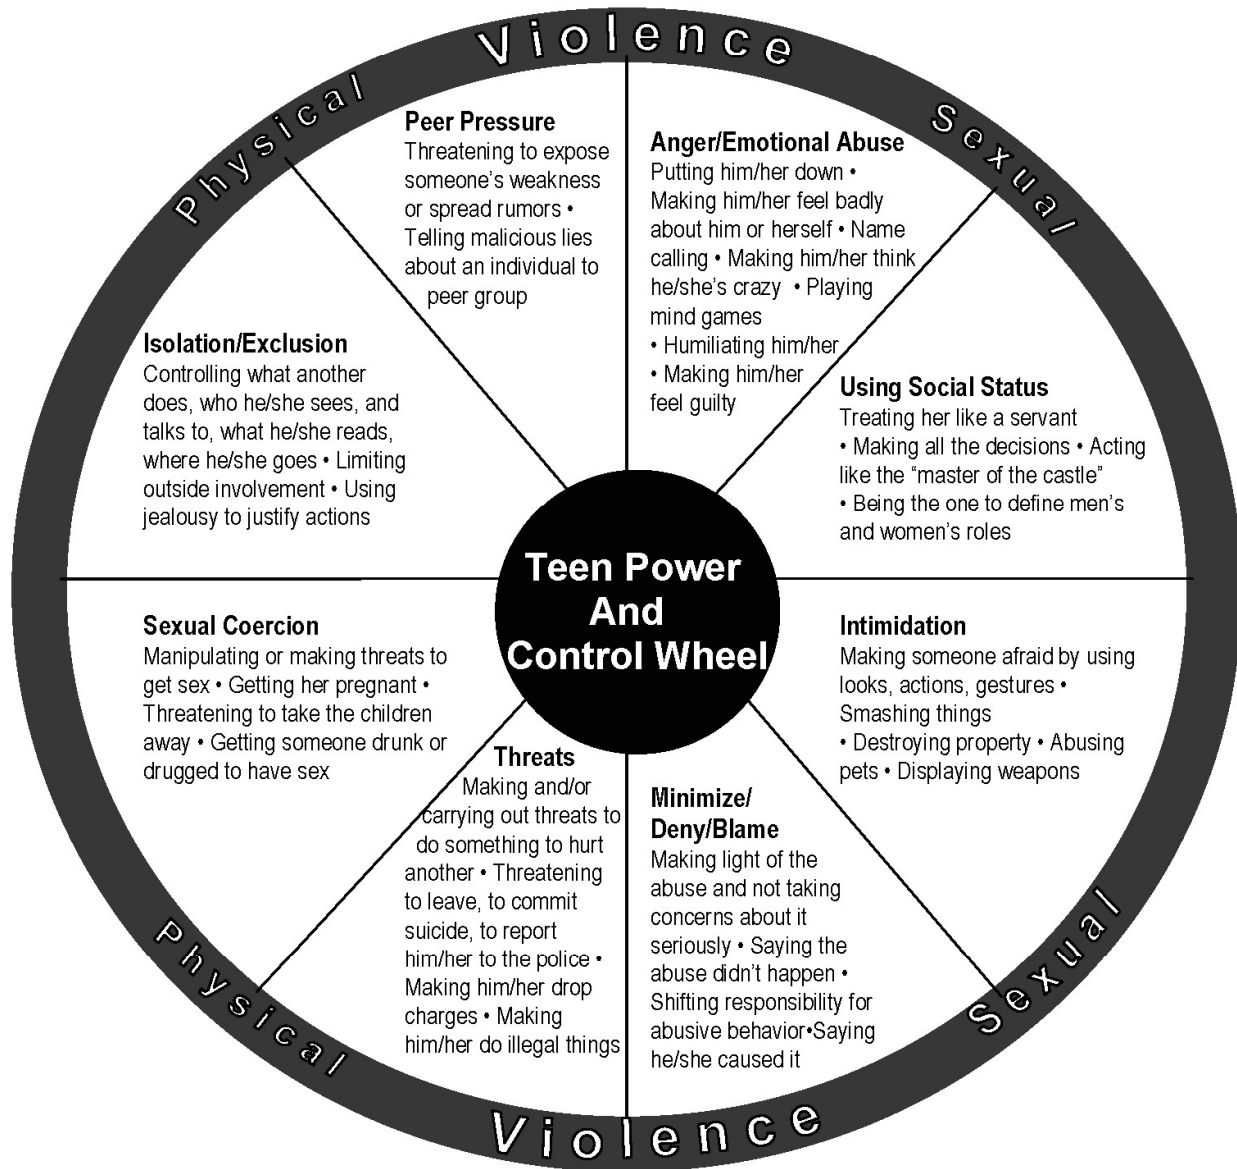 Violence
Physical
Sexual
Peer Pressure
Threatening to expose
someone's weakness
or spread rumors •
Telling malicious lies
about an individual to
peer group
Anger/Emotional Abuse
Putting him/her down •
Making him/her feel badly
about him or herself • Name
calling • Making him/her think
he/she's crazy • Playing
mind games
• Humiliating him/her
• Making him/her
feel guilty
Isolation/Exclusion
Controlling what another
does, who he/she sees, and
talks to, what he/she reads,
where he/she goes • Limiting
outside involvement • Using
jealousy to justify actions
Using Social Status
Treating her like a servant
• Making all the decisions • Acting
like the “master of the castle”
• Being the one to define men's
and women's roles
Teen Power
And
Control Wheel
Sexual Coercion
Manipulating or making threats to
get sex • Getting her pregnant •
Threatening to take the children
away • Getting someone drunk or
drugged to have sex
Intimidation
Making someone afraid by using
looks, actions, gestures •
Smashing things
• Destroying property • Abusing
pets • Displaying weapons
Threats
Making and/or
carrying out threats to
do something to hurt
another • Threatening
to leave, to commit
suicide, to report
him/her to the police •
Making him/her drop
charges • Making
him/her do illegal things
Minimize/
Deny/Blame
Making light of the
abuse and not taking
concerns about it
seriously • Saying the
abuse didn't happen •
Shifting responsibility for
abusive behavior•Saying
he/she caused it
Physical
Sexual
Violence